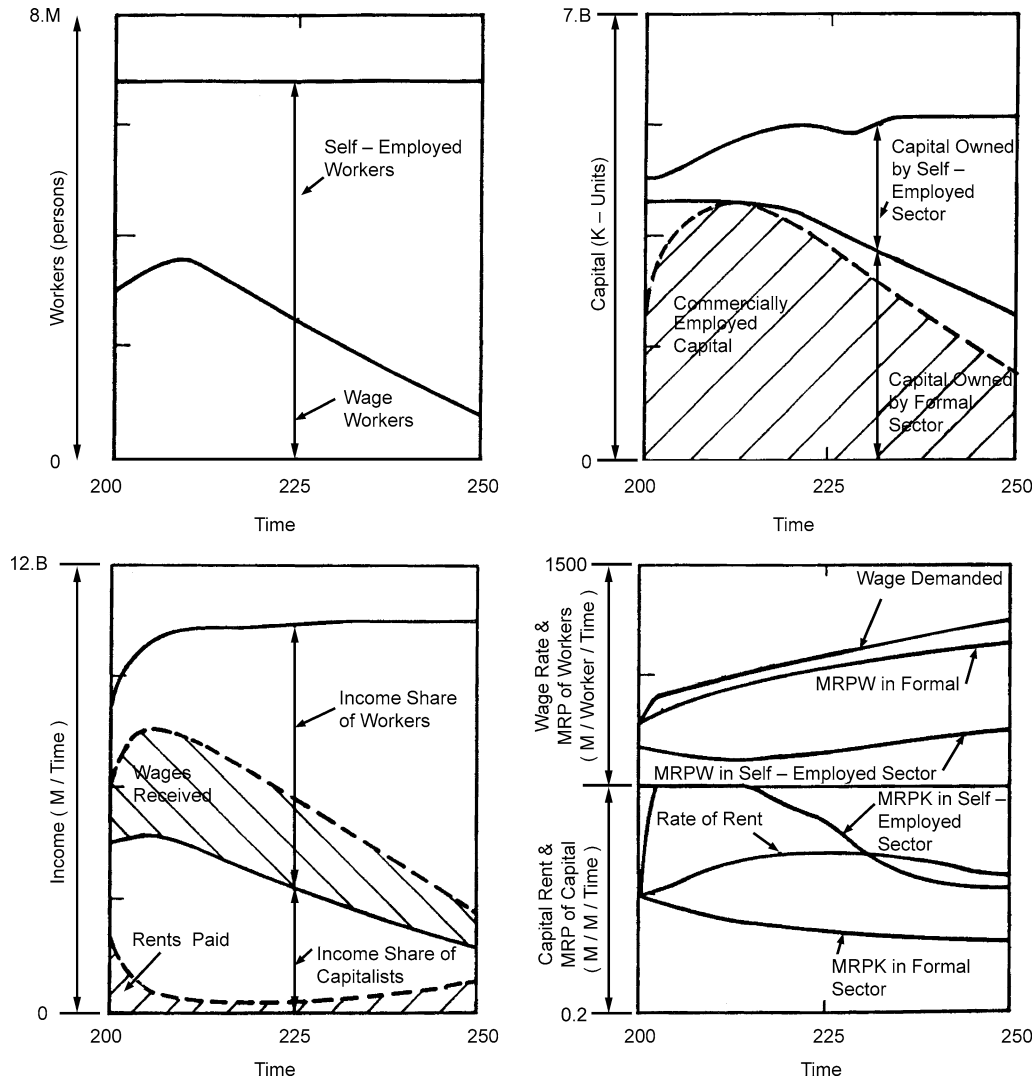 8.M
Workers (persons)
Self – Employed
Workers
Wage
Workers
0
200
225
250
Time
7.B
Capital (K – Units)
Capital Owned
by Self –
Employed
Sector
Commercially
Employed
Capital
Capital Owned
by Formal
Sector
0
200
225
250
Time
12.B
Income ( M / Time )
Income Share
of Workers
Wages
Received
Rents Paid
Income Share of
Capitalists
0
200
225
250
Time
1500
Wage Rate &
MRP of Workers
( M / Worker / Time )
Wage Demanded
MRPW in Formal
MRPW in Self – Employed Sector
Capital Rent &
MRP of Capital
( M / M / Time )
Rate of Rent
MRPK in Self –
Employed
Sector
MRPK in Formal
Sector
0.2
200
225
250
Time